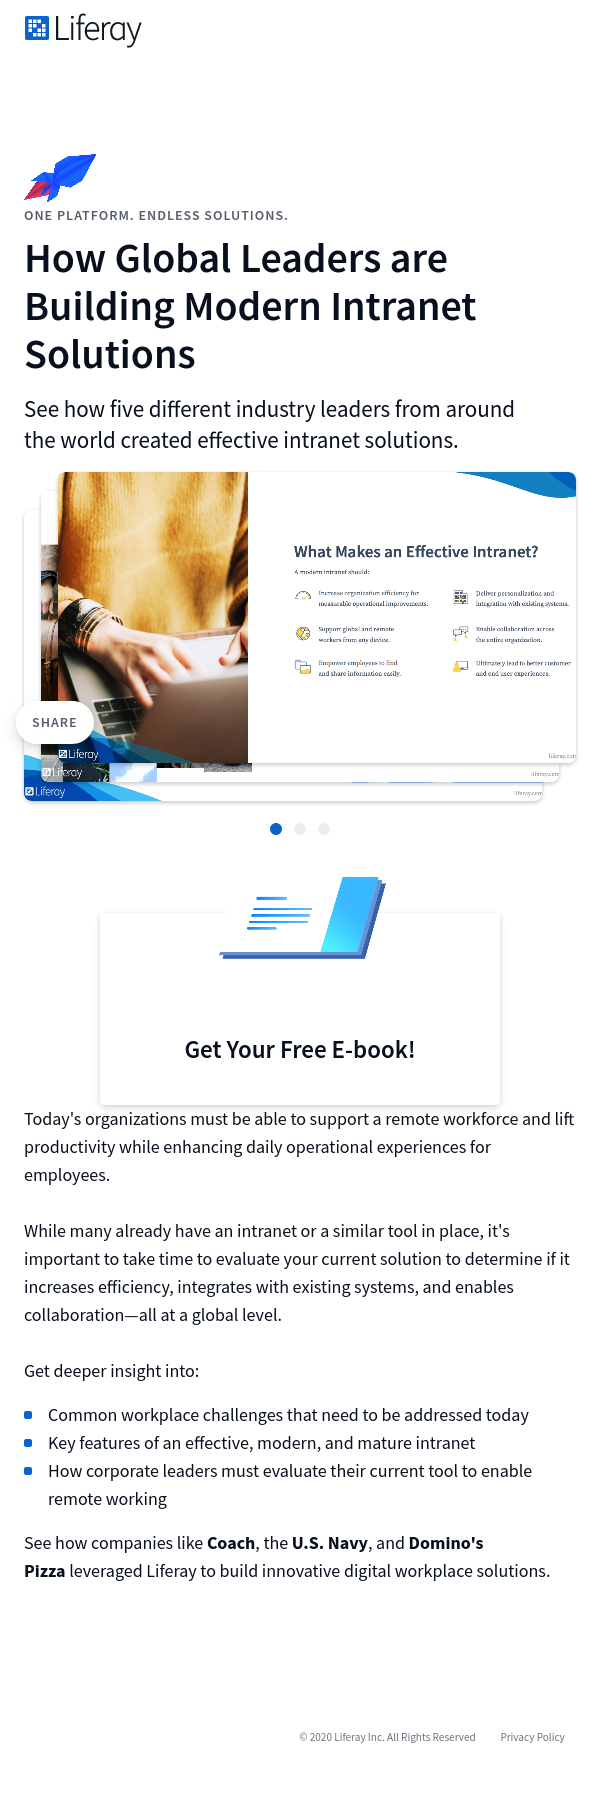 Liferay
ONE PLATFORM. ENDLESS SOLUTIONS.
How Global Leaders are
Building Modern Intranet
Solutions
See how five different industry leaders from around
the world created effective intranet solutions.
What Makes an Effective Intranet?
A modern intranet should:
Increase organization efficiency for
measurable operational improvements.
Deliver personalization and
integration with existing systems.
Support global and remote
workers from any device.
Enable collaboration across
the entire organization.
Empower employees to find
and share information easily.
Ultimately lead to better customer
and end user experiences.
SHARE
Liferay
liferay.com
Liferay
liferay.com
Liferay
liferay.com
Get Your Free E-book!
Today's organizations must be able to support a remote workforce and lift
productivity while enhancing daily operational experiences for
employees.
While many already have an intranet or a similar tool in place, it's
important to take time to evaluate your current solution to determine if it
increases efficiency, integrates with existing systems, and enables
collaboration—all at a global level.
Get deeper insight into:
Common workplace challenges that need to be addressed today
Key features of an effective, modern, and mature intranet
How corporate leaders must evaluate their current tool to enable
remote working
See how companies like Coach, the U.S. Navy, and Domino's
Pizza leveraged Liferay to build innovative digital workplace solutions.
© 2020 Liferay Inc. All Rights Reserved Privacy Policy